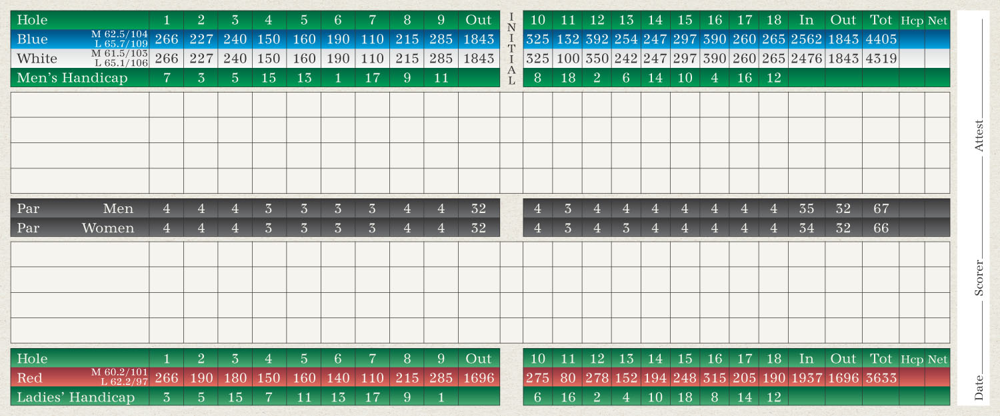 Hole 1 2 3 4 5 6 7 8 9 Out INITIAL 10 11 12 13 14 15 16 17 18 In Out Tot Hcp Net
Blue M 62.5/104 L 65.7/109 266 227 240 150 160 190 110 215 285 1843 325 132 392 254 247 297 390 260 265 2562 1843 4405
White M 61.5/103 L 65.1/106 266 227 240 150 160 190 110 215 285 1843 325 100 350 242 247 297 390 260 265 2476 1843 4319
Men's Handicap 7 3 5 15 13 1 17 9 11 8 18 2 6 14 10 4 16 12
Par Men 4 4 4 3 3 3 3 4 4 32 4 3 4 4 4 4 4 4 4 35 32 67
Par Women 4 4 4 3 3 3 3 4 4 32 4 3 4 3 4 4 4 4 4 34 32 66
Hole 1 2 3 4 5 6 7 8 9 Out 10 11 12 13 14 15 16 17 18 In Out Tot Hcp Net
Red M 60.2/101 L 62.2/97 266 190 180 150 160 140 110 215 285 1696 275 80 278 152 194 248 315 205 190 1937 1696 3633
Ladies' Handicap 3 5 15 7 11 13 17 9 1 6 16 2 4 10 18 8 14 12
Date Scorer Attest